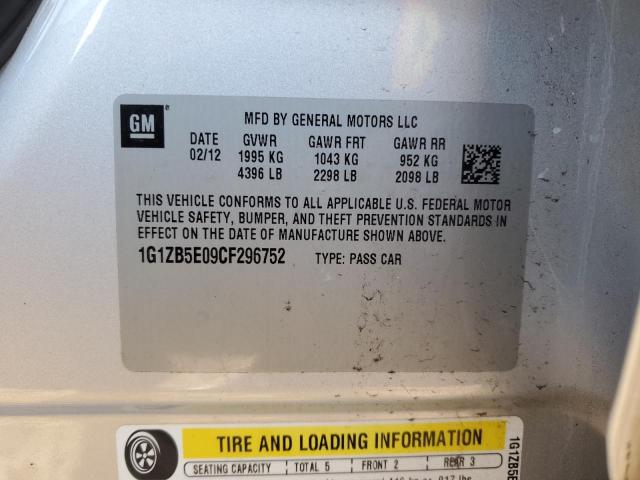 GM
MFD BY GENERAL MOTORS LLC
DATE GVWR GAWR FRT GAWR RR
02/12 1995 KG 1043 KG 952 KG
4396 LB 2298 LB 2098 LB
THIS VEHICLE CONFORMS TO ALL APPLICABLE U.S. FEDERAL MOTOR
VEHICLE SAFETY, BUMPER, AND THEFT PREVENTION STANDARDS
IN EFFECT ON THE DATE OF MANUFACTURE SHOWN ABOVE.
1G1ZB5E09CF296752 TYPE: PASS CAR
TIRE AND LOADING INFORMATION
SEATING CAPACITY TOTAL 5 FRONT 2 REAR 3
1G1ZB5E